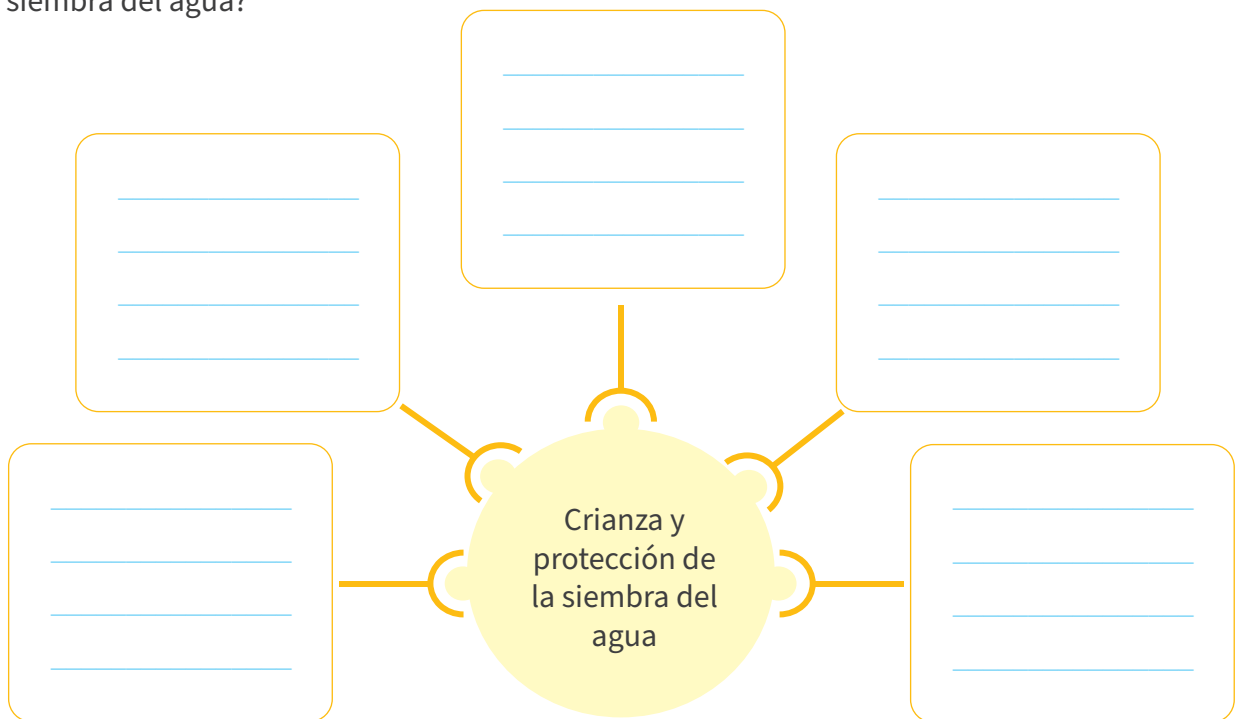 siembra del agua?
Crianza y
protección de
la siembra del
agua